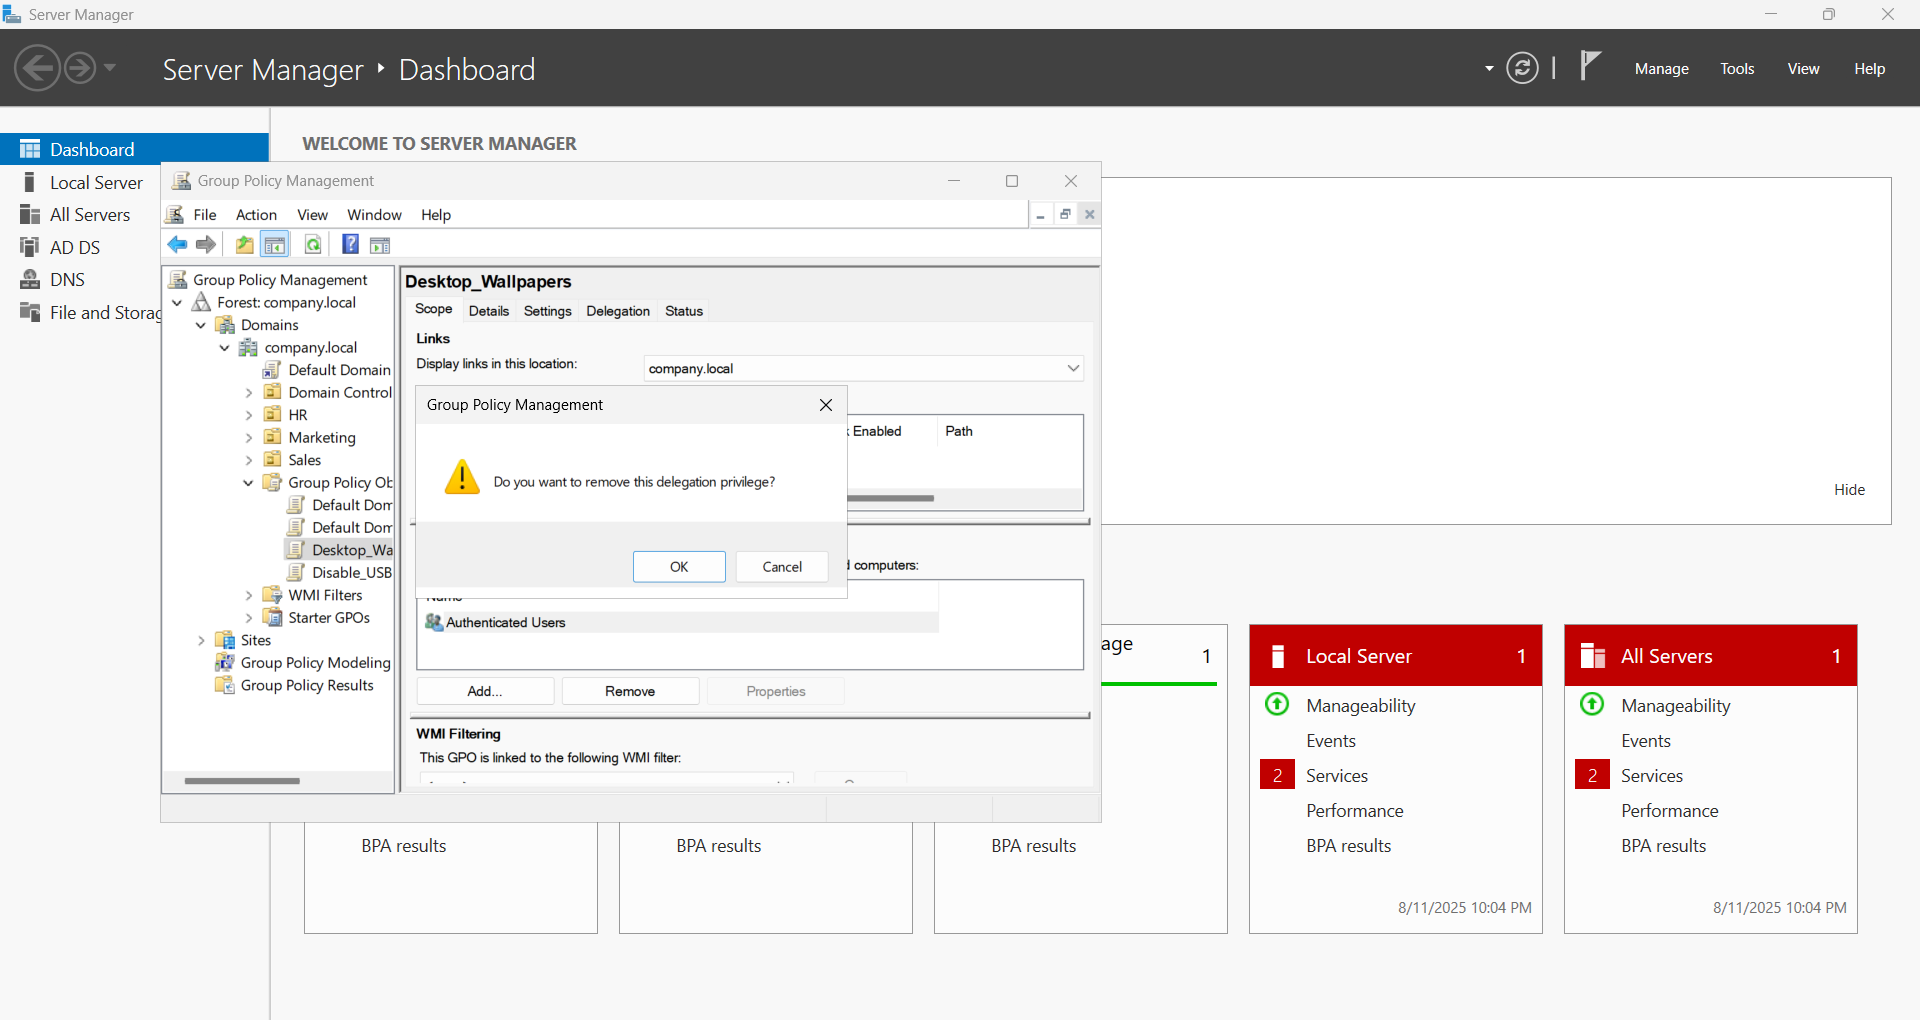 Server Manager
Server Manager ‣ Dashboard
Manage Tools View Help
Dashboard
Local Server
All Servers
AD DS
DNS
File and Storag
WELCOME TO SERVER MANAGER
Hide
Group Policy Management
File Action View Window Help
Group Policy Management
Forest: company.local
Domains
company.local
Default Domain
Domain Control
HR
Marketing
Sales
Group Policy Ob
Default Dom
Default Dom
Desktop_Wa
Disable_USB
WMI Filters
Starter GPOs
Sites
Group Policy Modeling
Group Policy Results
Desktop_Wallpapers
Scope Details Settings Delegation Status
Links
Display links in this location: company.local
Enabled Path
Group Policy Management
Do you want to remove this delegation privilege?
OK Cancel
computers:
Name
Authenticated Users
Add... Remove Properties
WMI Filtering
This GPO is linked to the following WMI filter:
BPA results
BPA results
age 1
BPA results
Local Server 1
Manageability
Events
2 Services
Performance
BPA results
8/11/2025 10:04 PM
All Servers 1
Manageability
Events
2 Services
Performance
BPA results
8/11/2025 10:04 PM